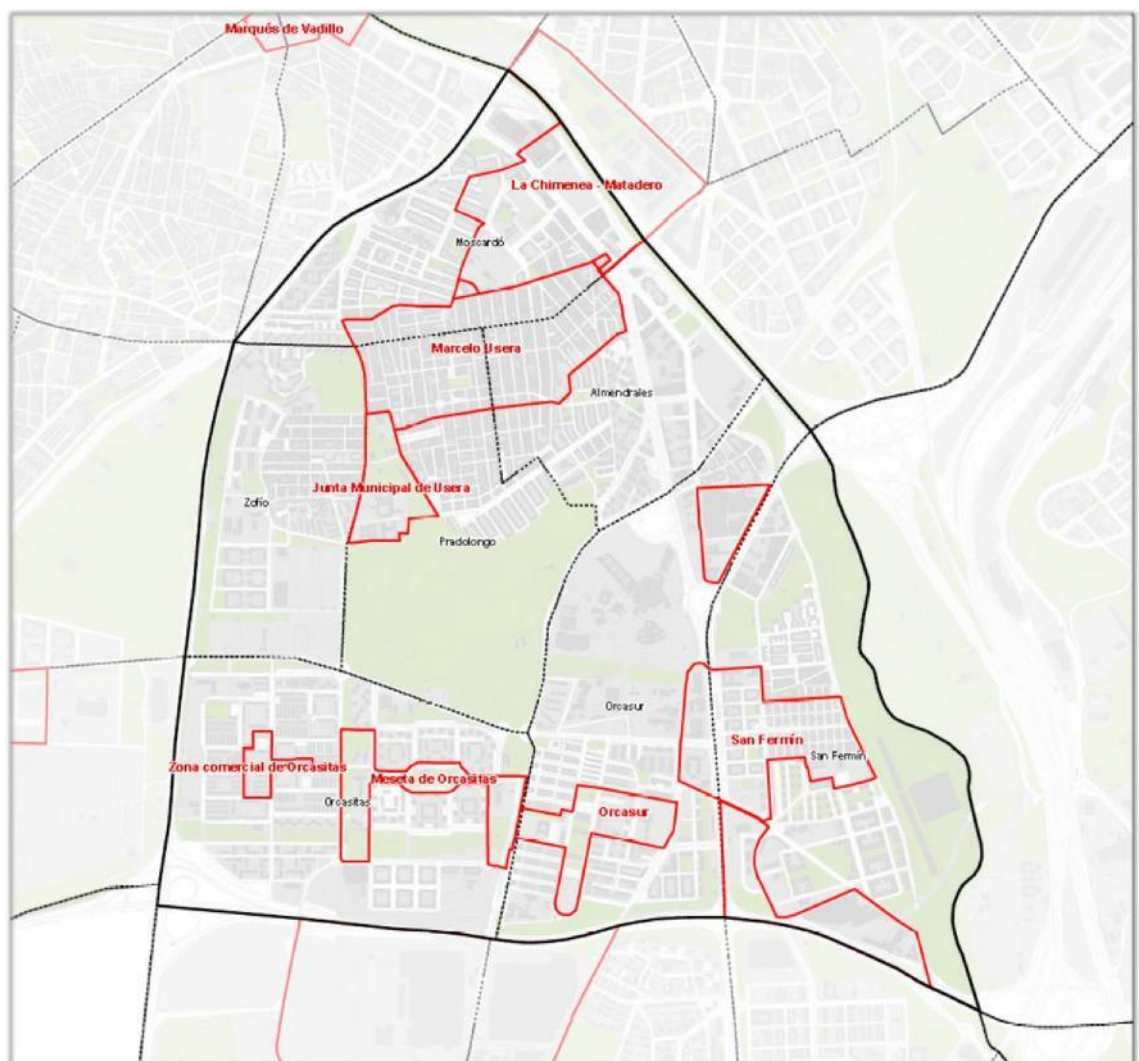 Marqués de Vadillo
La Chimenea - Matadero
Moscardó
Marcelo Usera
Almendrales
Junta Municipal de Usera
Zofío
Pradolongo
Orcasur
San Fermín
San Fermín
Zona comercial de Orcasitas
Meseta de Orcasitas
Orcasitas
Orcasur